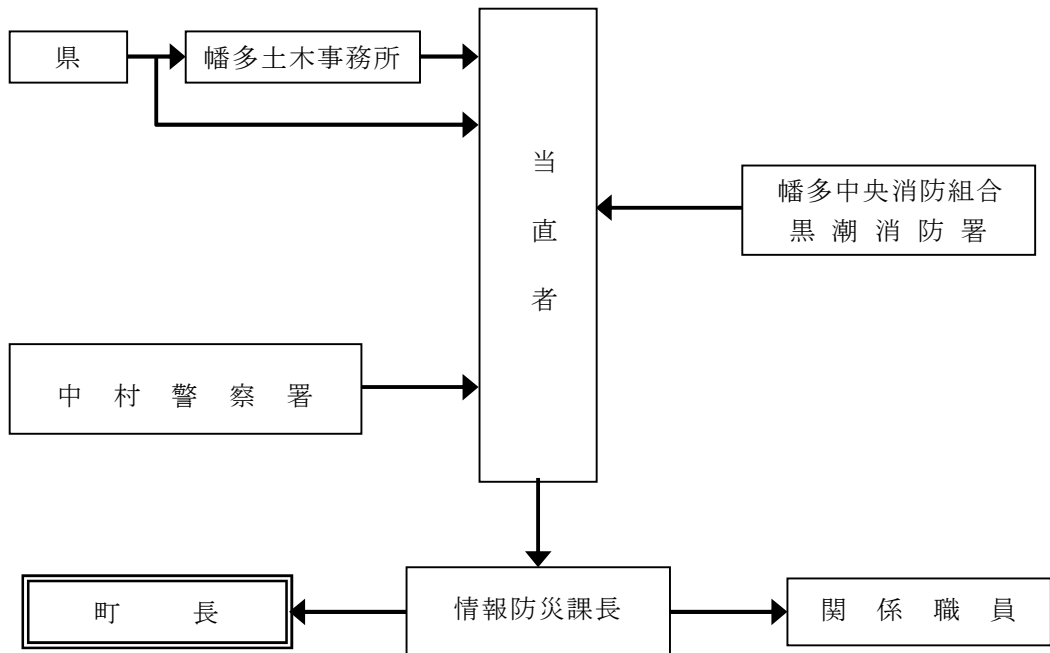 県
幡多土木事務所
当直者
幡多中央消防組合
黒潮消防署
中村警察署
町長
情報防災課長
関係職員